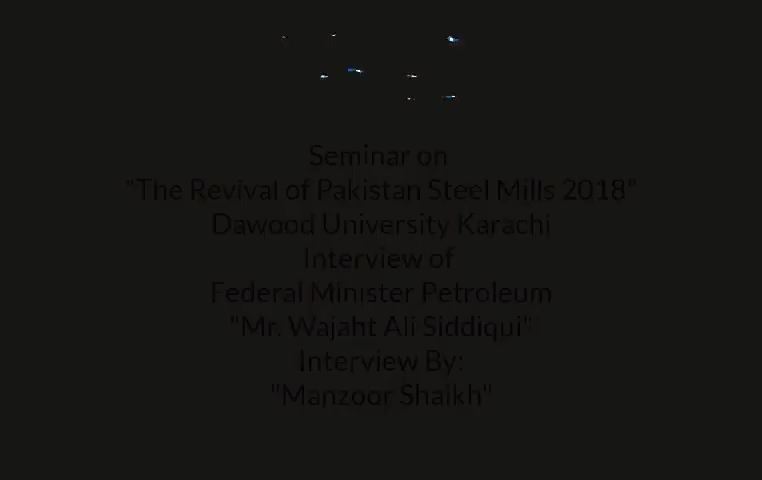 Seminar on
"The Revival of Pakistan Steel Mills 2018"
Dawood University Karachi
Interview of
Federal Minister Petroleum
"Mr. Wajaht Ali Siddiqui"
Interview By:
"Manzoor Shaikh"